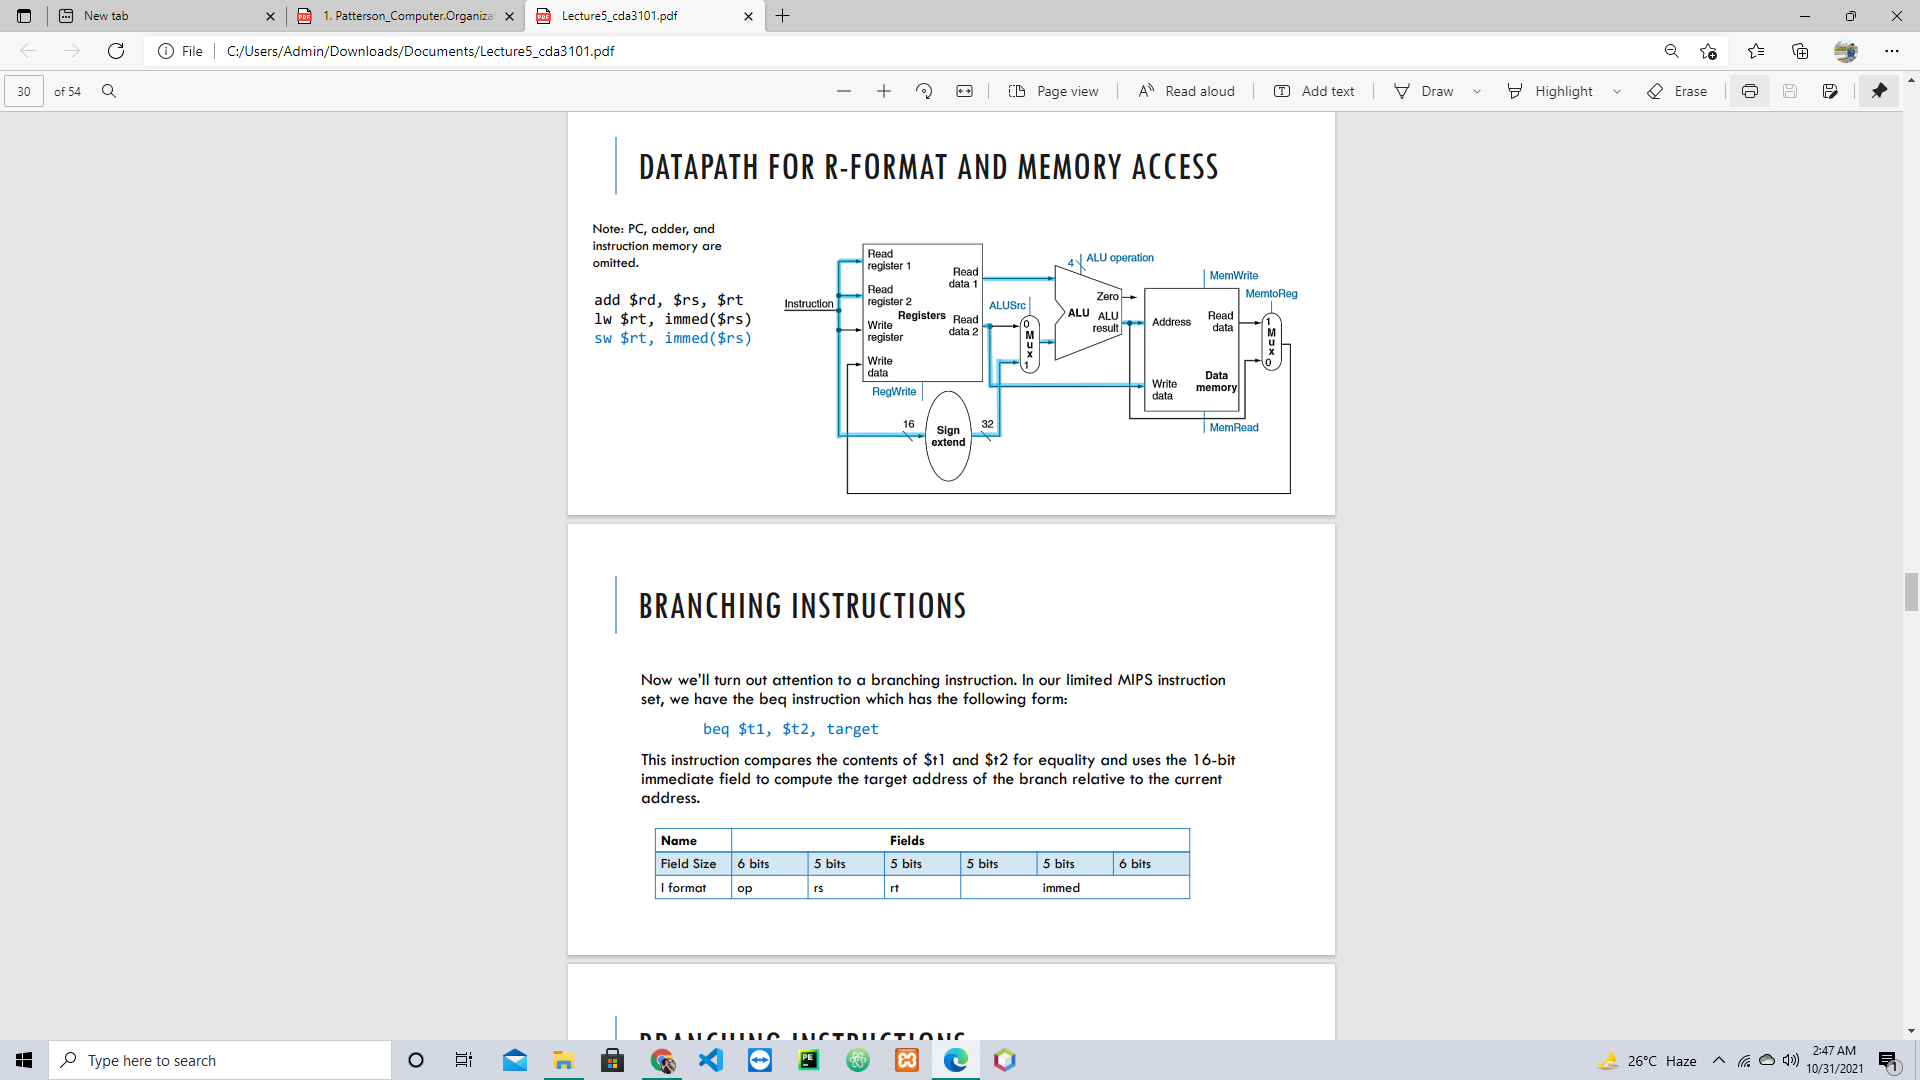 New tab
1. Patterson_Computer.Organiza
Lecture5_cda3101.pdf
File
C:/Users/Admin/Downloads/Documents/Lecture5_cda3101.pdf
30 of 54
Page view
Read aloud
Add text
Draw
Highlight
Erase
DATAPATH FOR R-FORMAT AND MEMORY ACCESS
Note: PC, adder, and
instruction memory are
omitted.
add $rd, $rs, $rt
lw $rt, immed($rs)
sw $rt, immed($rs)
Instruction
Read
register 1
Read
register 2
Registers
Write
register
Write
data
Read
data 1
Read
data 2
RegWrite
16
Sign
extend
32
ALUSrc
0
M
u
x
1
4
ALU operation
Zero
ALU
ALU
result
MemWrite
MemtoReg
Address
Read
data
Write
data
Data
memory
MemRead
1
M
u
x
0
BRANCHING INSTRUCTIONS
Now we'll turn out attention to a branching instruction. In our limited MIPS instruction
set, we have the beq instruction which has the following form:
beq $t1, $t2, target
This instruction compares the contents of $t1 and $t2 for equality and uses the 16-bit
immediate field to compute the target address of the branch relative to the current
address.
Name Fields
Field Size 6 bits 5 bits 5 bits 5 bits 5 bits 6 bits
I format op rs rt immed
BRANCHING INSTRUCTIONS
Type here to search
26°C Haze
2:47 AM
10/31/2021
1